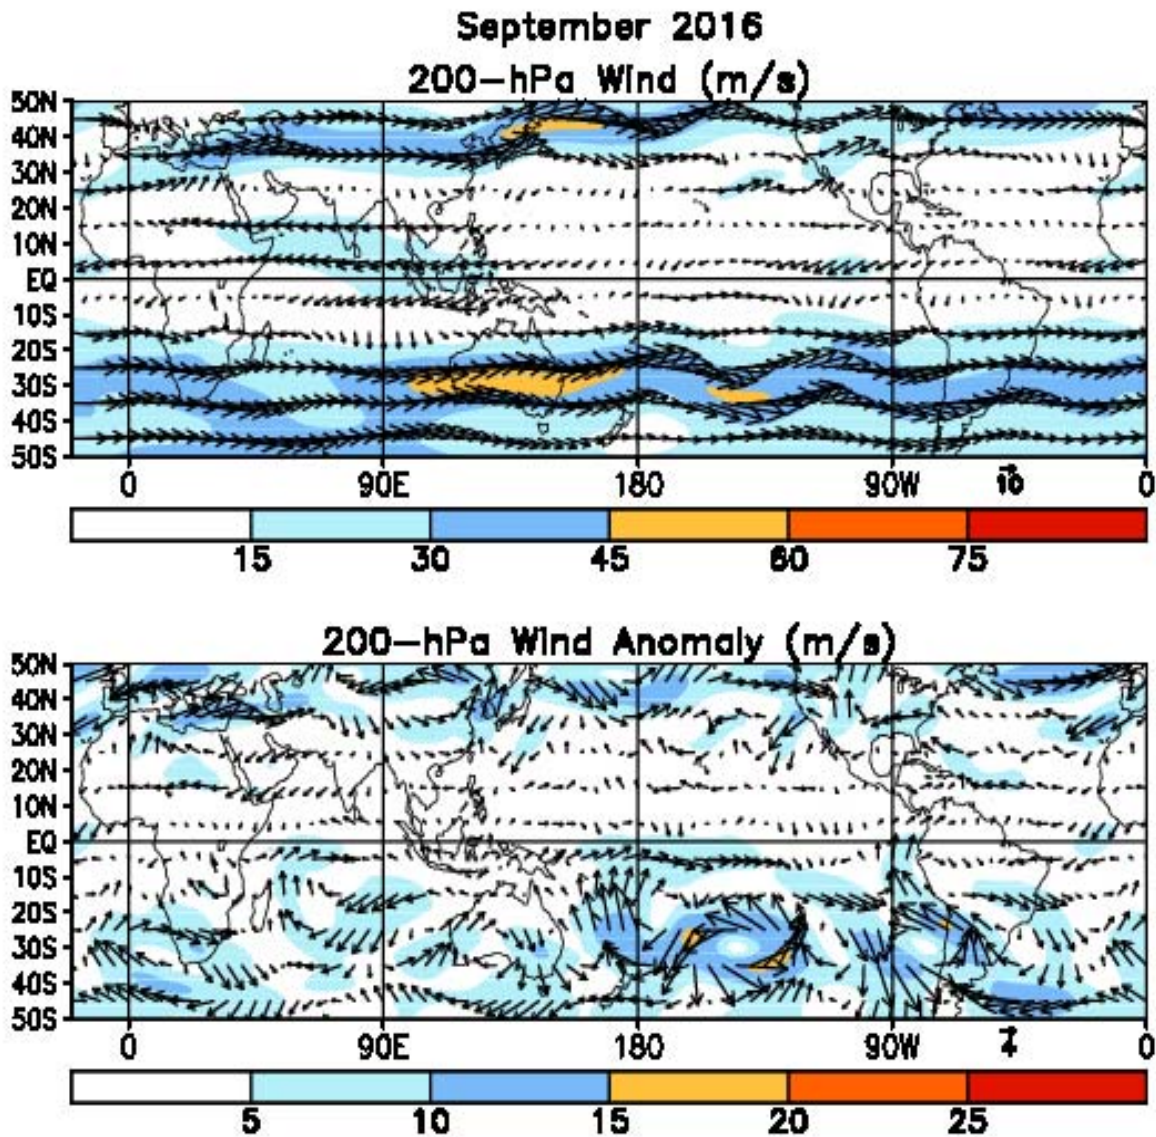 September 2016
200-hPa Wind (m/s)
50N
40N
30N
20N
10N
EQ
10S
20S
30S
40S
50S
0 90E 180 90W 10 0
15 30 45 60 75
200-hPa Wind Anomaly (m/s)
50N
40N
30N
20N
10N
EQ
10S
20S
30S
40S
50S
0 90E 180 90W 4 0
5 10 15 20 25